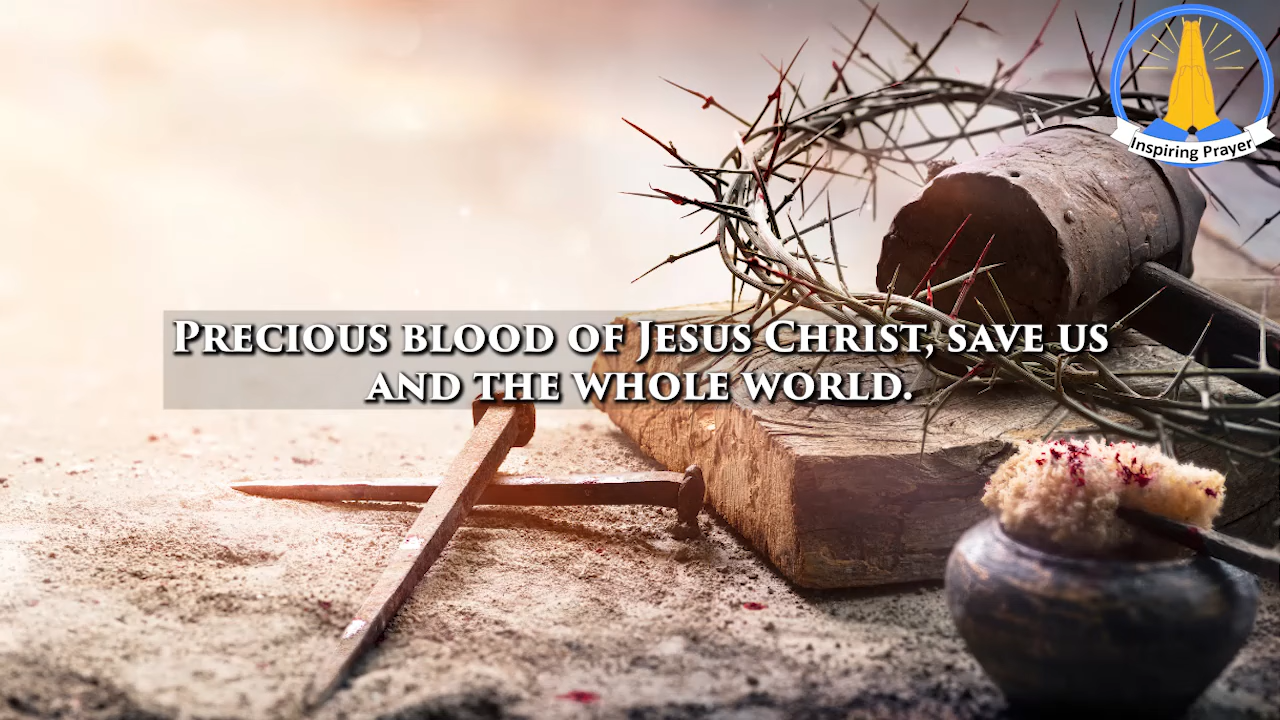 Inspiring Prayer
Precious blood of Jesus Christ, save us
and the whole world.